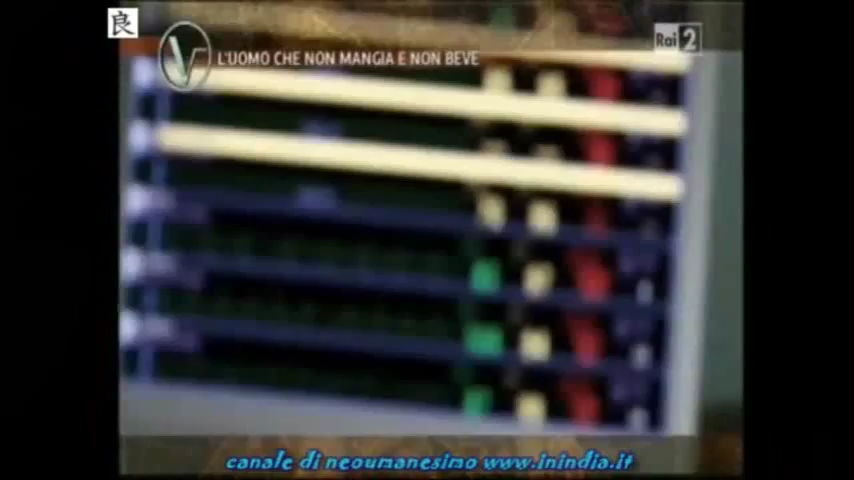 良
Rai 2
L'UOMO CHE NON MANGIA E NON BEVE
canale di neoumanesimo www.inindia.it